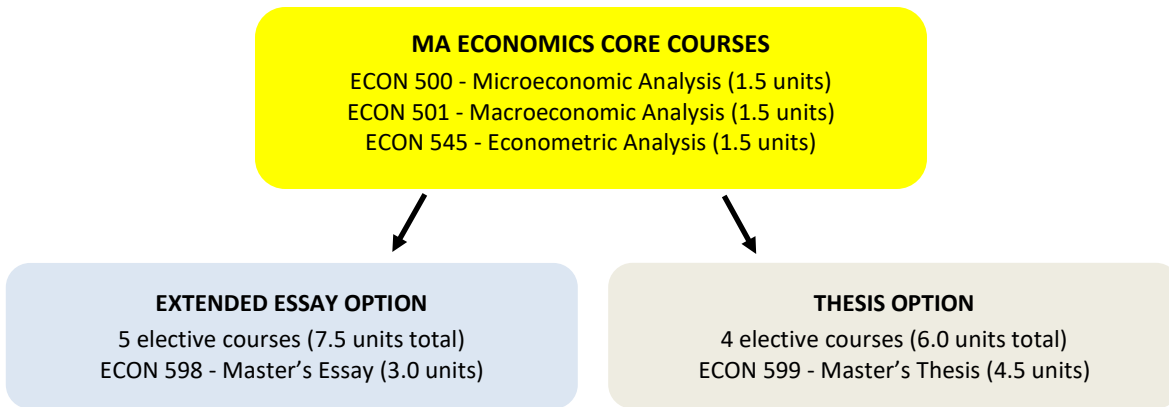 MA ECONOMICS CORE COURSES
ECON 500 - Microeconomic Analysis (1.5 units)
ECON 501 - Macroeconomic Analysis (1.5 units)
ECON 545 - Econometric Analysis (1.5 units)
EXTENDED ESSAY OPTION
5 elective courses (7.5 units total)
ECON 598 - Master’s Essay (3.0 units)
THESIS OPTION
4 elective courses (6.0 units total)
ECON 599 - Master’s Thesis (4.5 units)